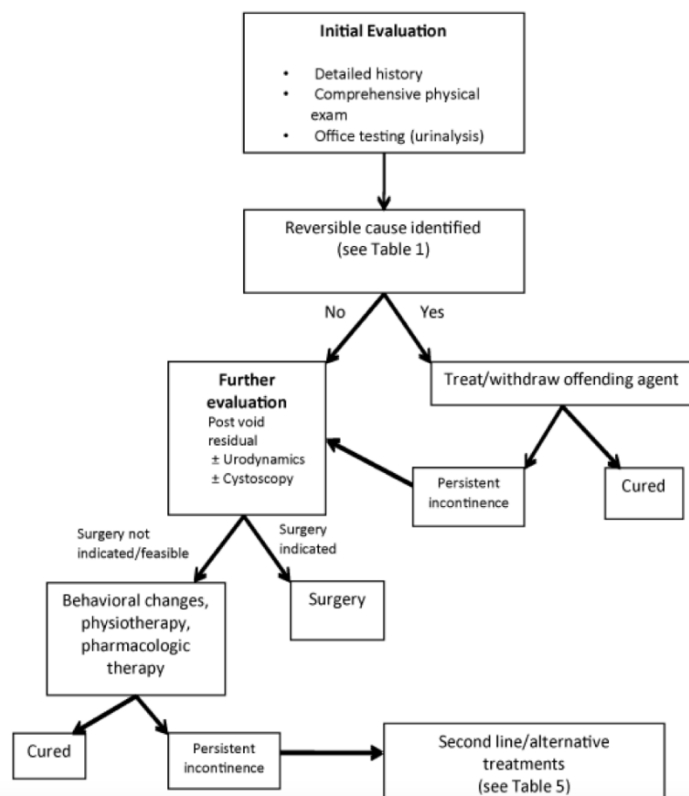 Initial Evaluation
• Detailed history
• Comprehensive physical
exam
• Office testing (urinalysis)
Reversible cause identified
(see Table 1)
No
Yes
Further
evaluation
Post void
residual
± Urodynamics
± Cystoscopy
Treat/withdraw offending agent
Persistent
incontinence
Cured
Surgery not
indicated/feasible
Surgery
indicated
Behavioral changes,
physiotherapy,
pharmacologic
therapy
Surgery
Cured
Persistent
incontinence
Second line/alternative
treatments
(see Table 5)